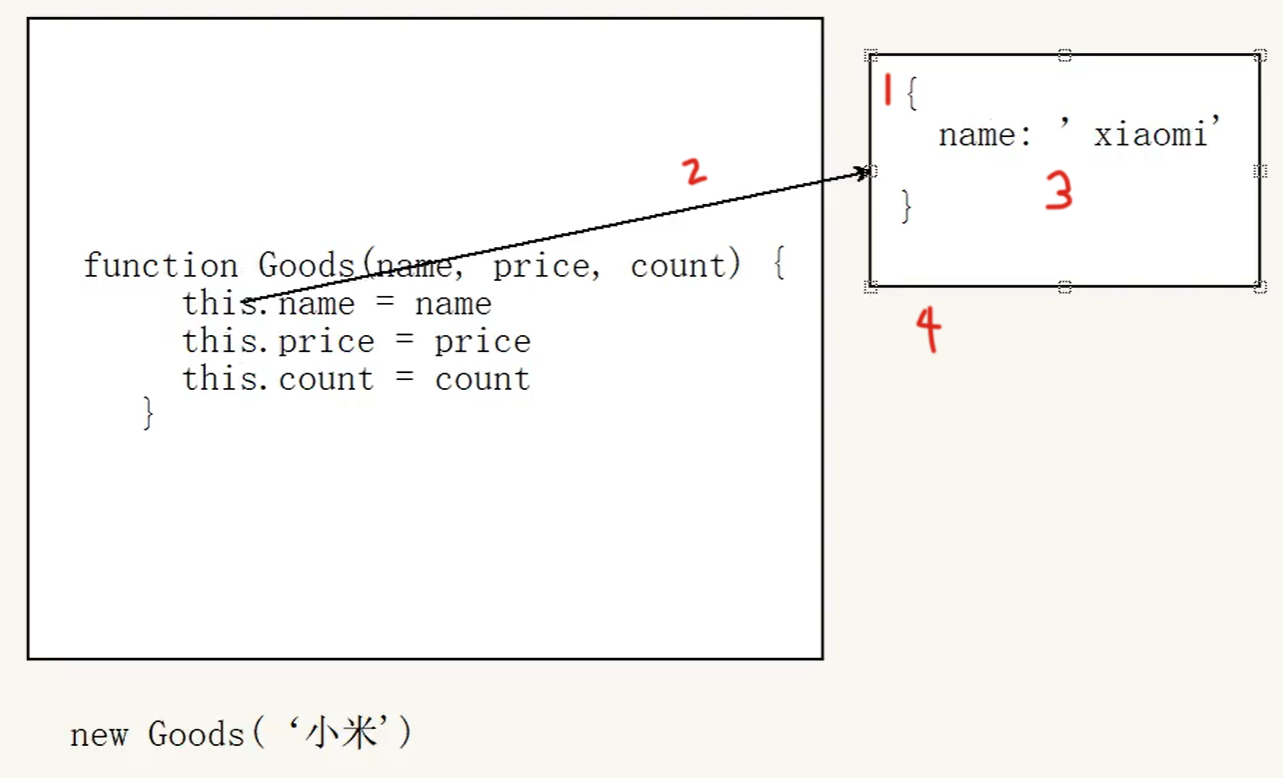 1 {
name: ’ xiaomi’
2
3
}
function Goods(name, price, count) {
this.name = name
this.price = price
this.count = count
}
4
new Goods( ‘小米’)